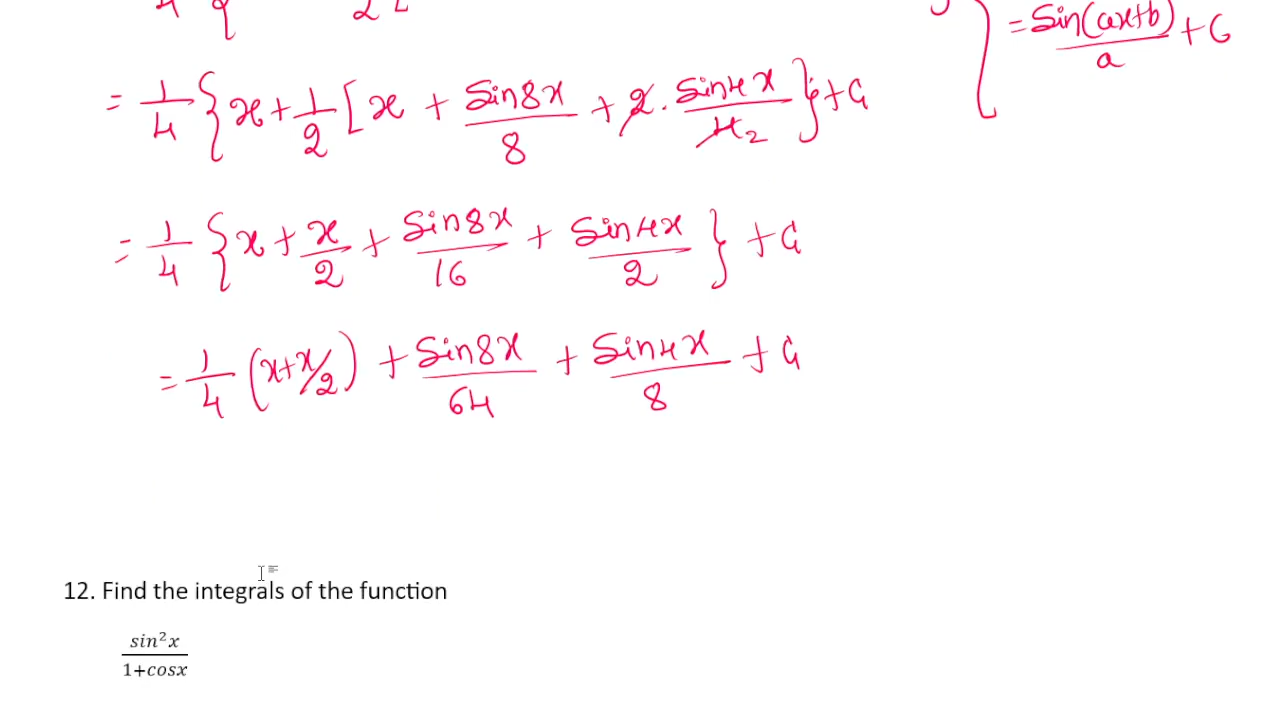 = sin(ax+b)/a + C
= 1/4 { x + 1/2 [ x + sin8x/8 + 2 . sin4x/4 2 } + C
= 1/4 { x + x/2 + sin8x/16 + sin4x/2 } + C
= 1/4 (x + x/2) + sin8x/64 + sin4x/8 + C
12. Find the integrals of the function
sin²x
1+cosx